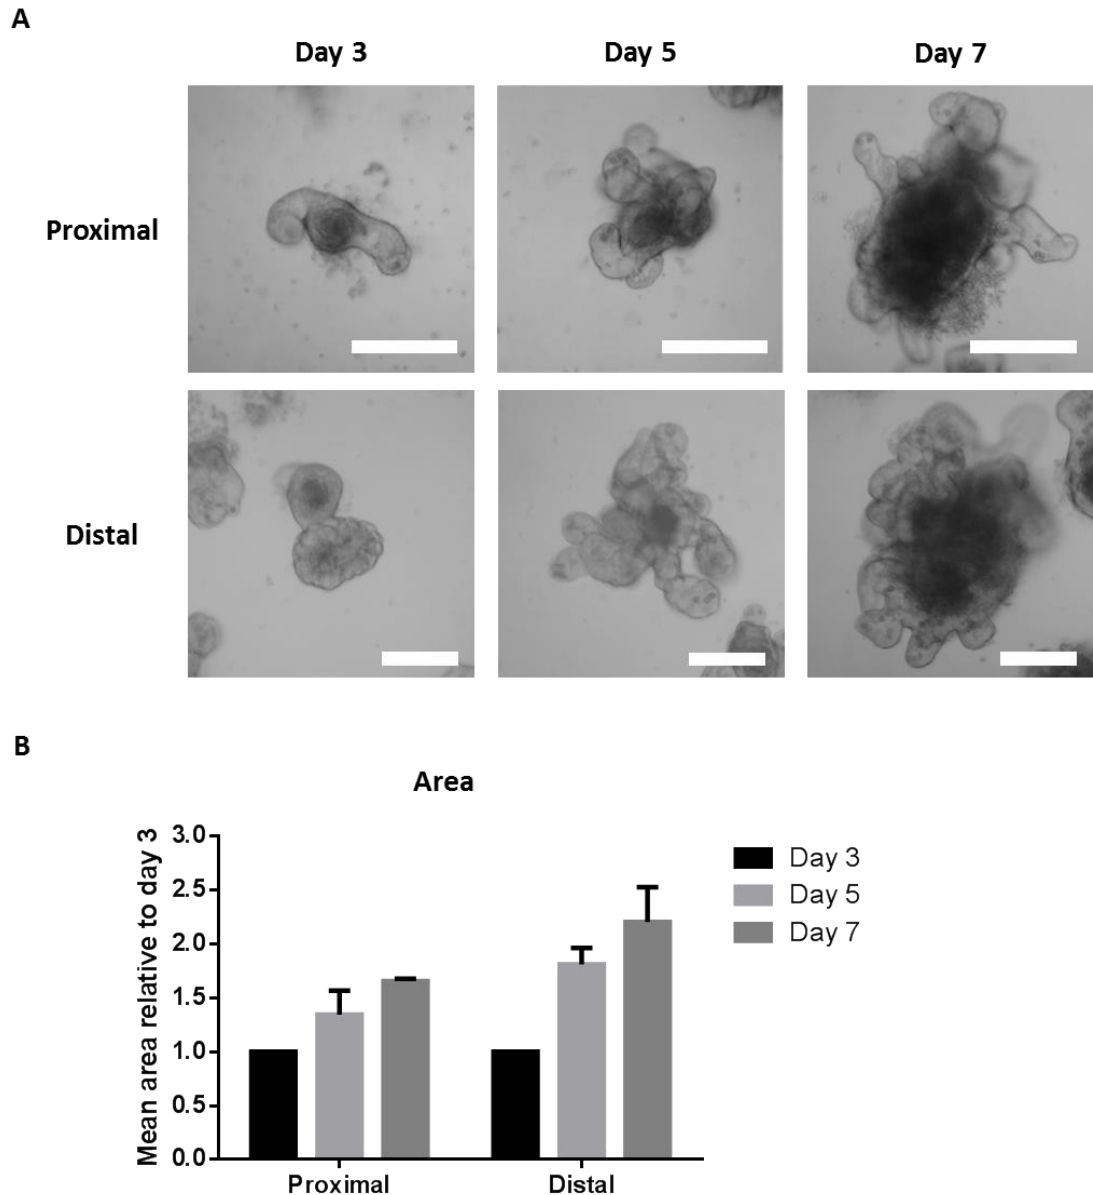 A
Day 3 Day 5 Day 7
Proximal
Distal
B
Area
Mean area relative to day 3
3.0
2.5
2.0
1.5
1.0
0.5
0.0
Proximal Distal
Day 3
Day 5
Day 7